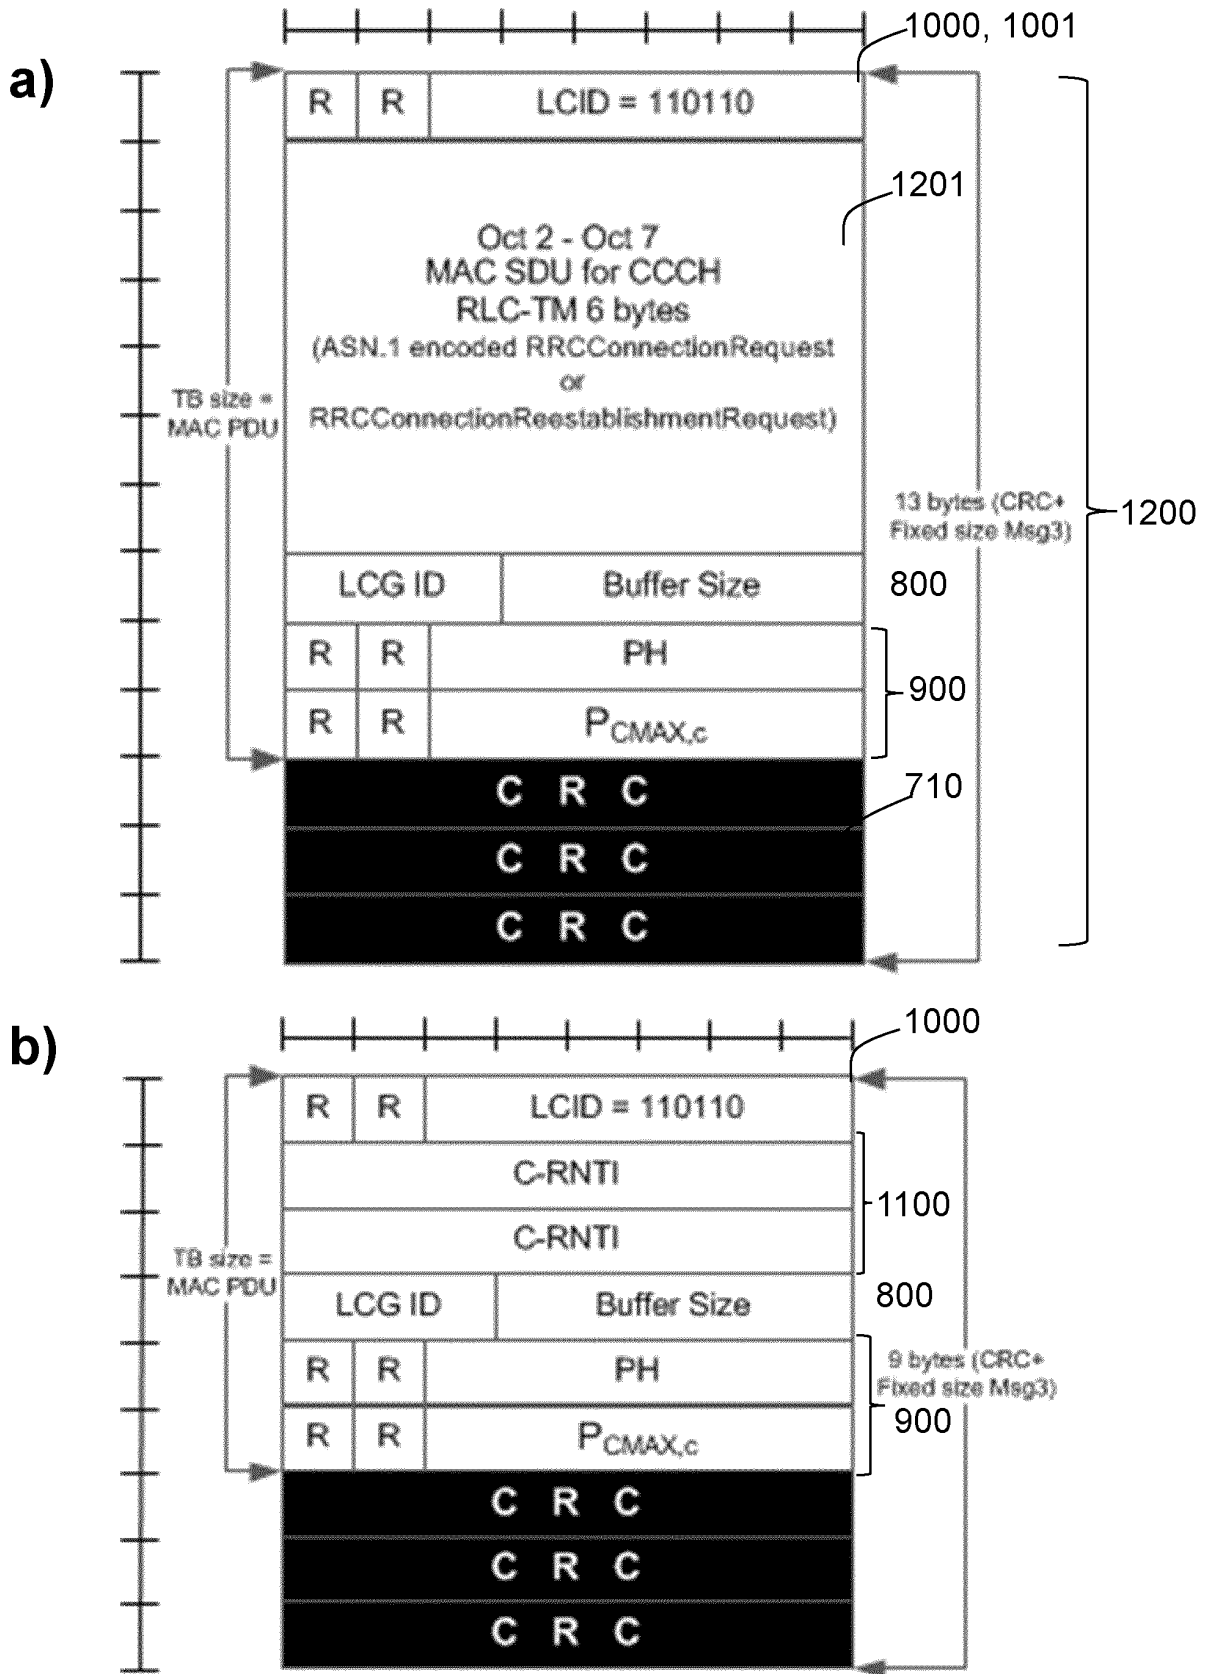 1000, 1001
a)
R R LCID = 110110
1201
Oct 2 - Oct 7
MAC SDU for CCCH
RLC-TM 6 bytes
(ASN.1 encoded RRCConnectionRequest
or
RRCConnectionReestablishmentRequest)
TB size =
MAC PDU
13 bytes (CRC+
Fixed size Msg3)
1200
LCG ID Buffer Size 800
R R PH
900
R R PCMAX,c
C R C
710
C R C
C R C
b)
1000
R R LCID = 110110
C-RNTI
1100
C-RNTI
TB size =
MAC PDU
LCG ID Buffer Size 800
R R PH
9 bytes (CRC+
Fixed size Msg3)
900
R R PCMAX,c
C R C
C R C
C R C